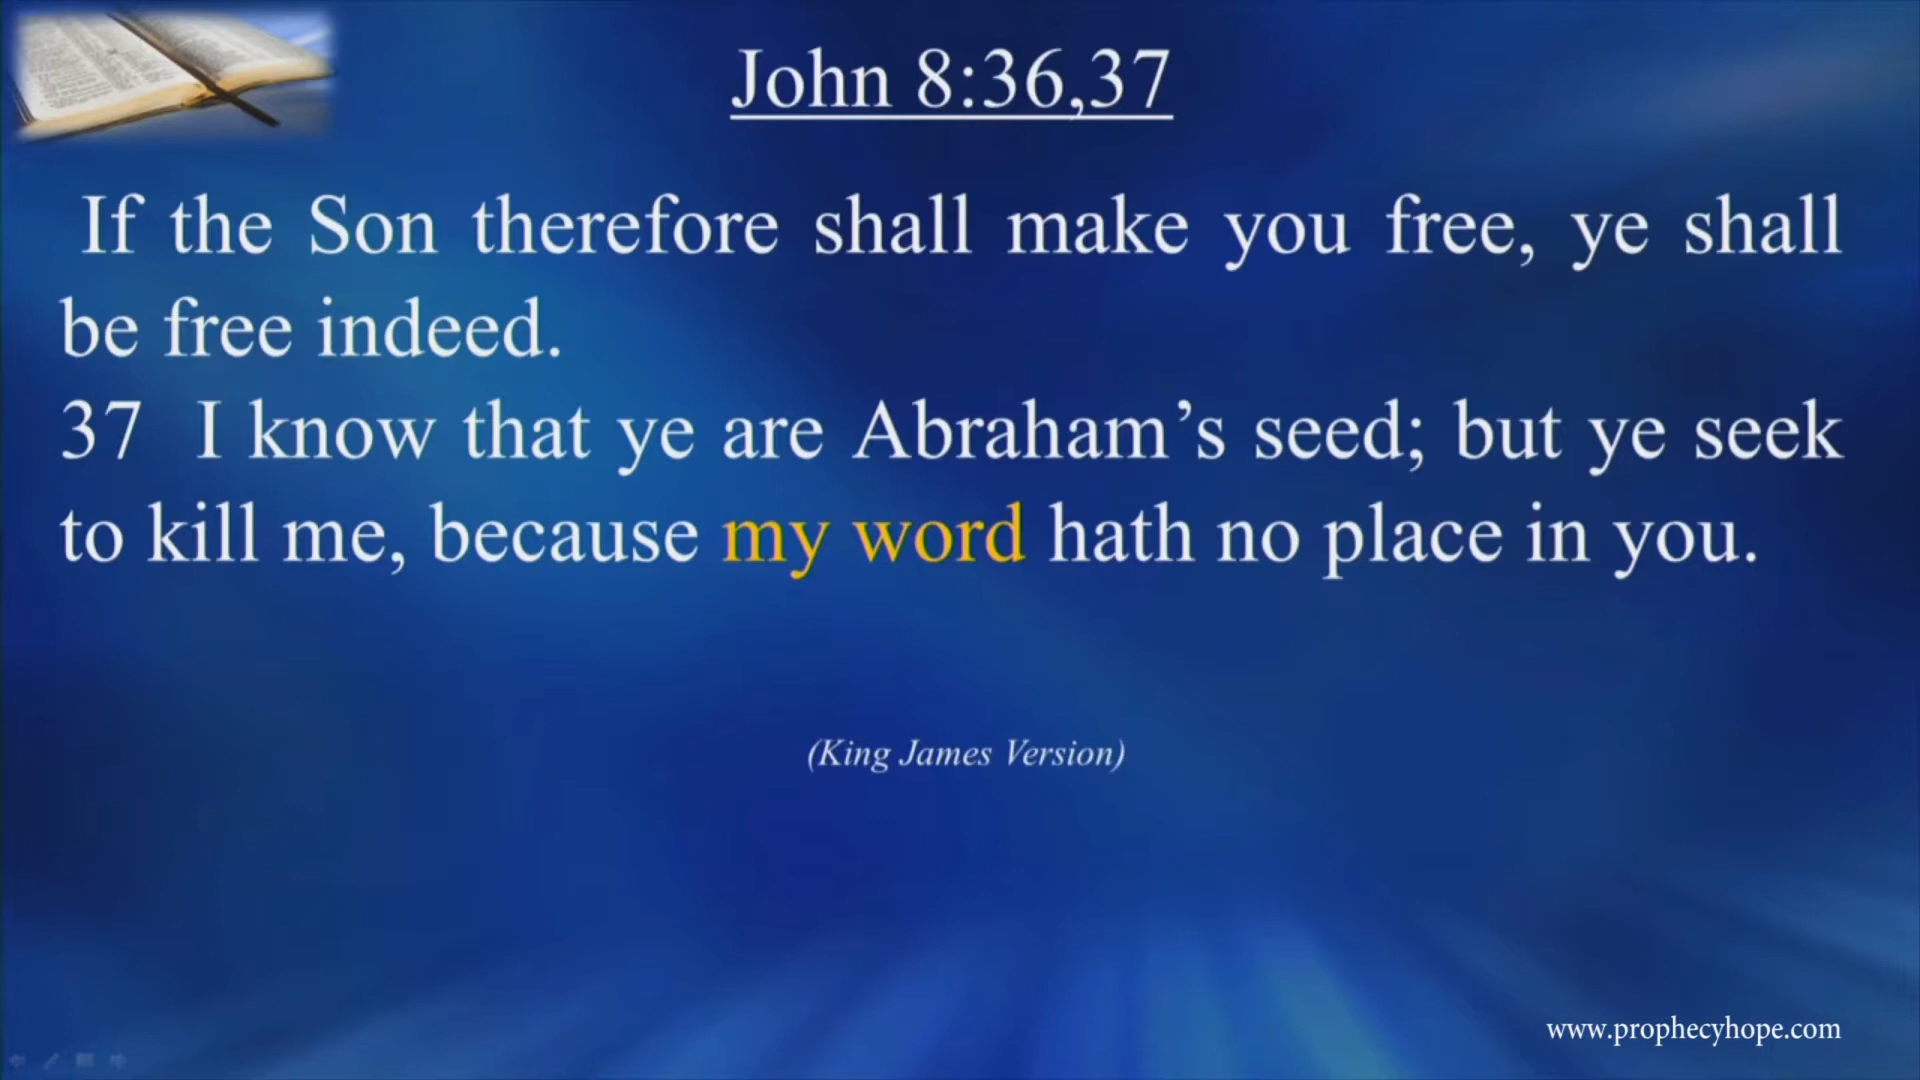 John 8:36,37
If the Son therefore shall make you free, ye shall
be free indeed.
37 I know that ye are Abraham’s seed; but ye seek
to kill me, because my word hath no place in you.
(King James Version)
www.prophecyhope.com